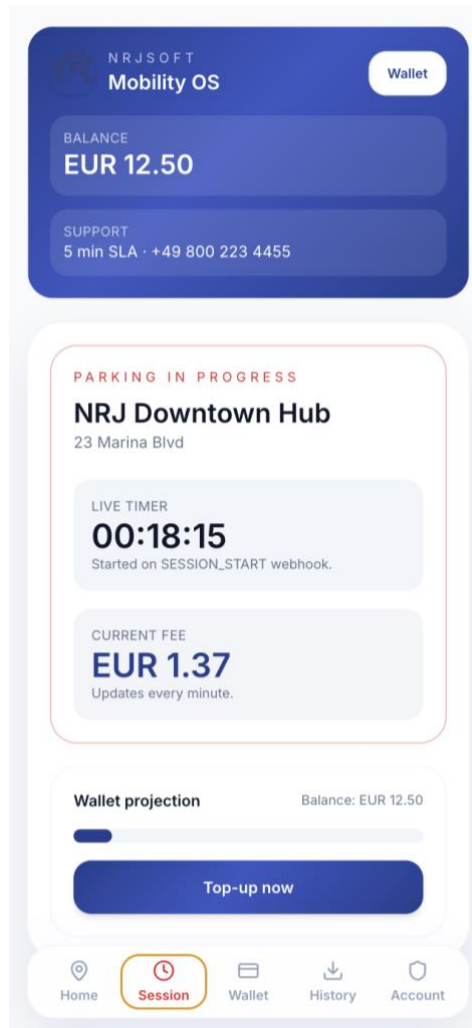 NRJSOFT
Mobility OS
Wallet
BALANCE
EUR 12.50
SUPPORT
5 min SLA · +49 800 223 4455
PARKING IN PROGRESS
NRJ Downtown Hub
23 Marina Blvd
LIVE TIMER
00:18:15
Started on SESSION_START webhook.
CURRENT FEE
EUR 1.37
Updates every minute.
Wallet projection
Balance: EUR 12.50
Top-up now
Home
Session
Wallet
History
Account